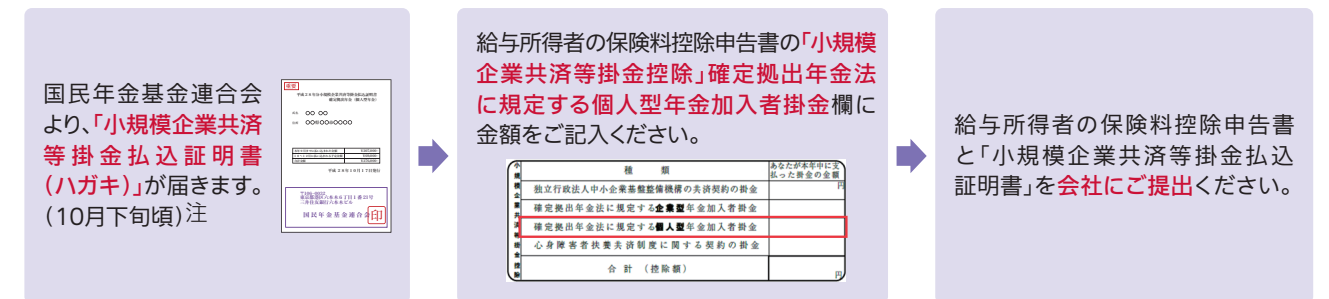 国民年金基金連合会
より、「小規模企業共済
等掛金払込証明書
(ハガキ)」が届きます。
(10月下旬頃)注
国民年金基金連合会
印
給与所得者の保険料控除申告書の「小規模
企業共済等掛金控除」確定拠出年金法
に規定する個人型年金加入者掛金欄に
金額をご記入ください。
小規模企業共済等掛金控除
種 類
あなたが本年中に支
払った掛金の金額
独立行政法人中小企業基盤整備機構の共済契約の掛金
円
確定拠出年金法に規定する企業型年金加入者掛金
確定拠出年金法に規定する個人型年金加入者掛金
心身障害者扶養共済制度に関する契約の掛金
合 計 (控除額)
円
給与所得者の保険料控除申告書
と「小規模企業共済等掛金払込
証明書」を会社にご提出ください。